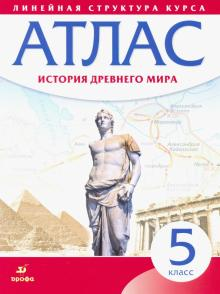 ЛИНЕЙНАЯ СТРУКТУРА КУРСА
АТЛАС
ИСТОРИЯ ДРЕВНЕГО МИРА
5
класс
дрофа